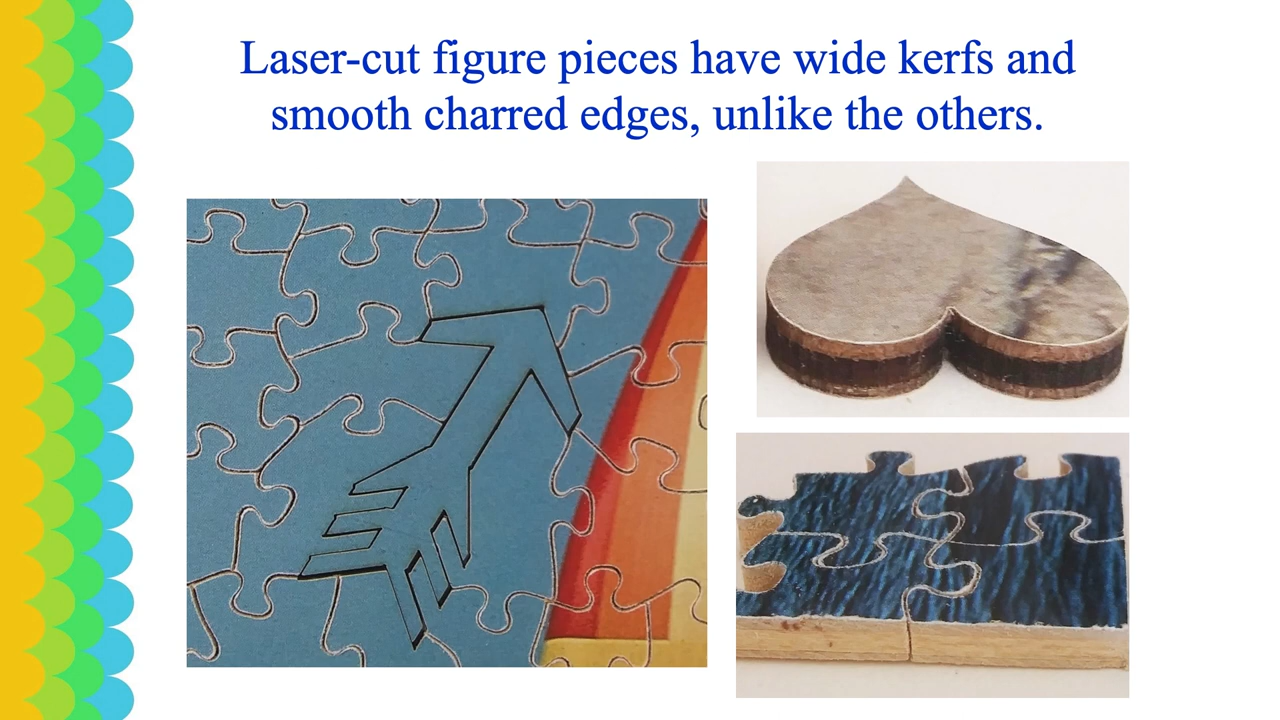 Laser-cut figure pieces have wide kerfs and
smooth charred edges, unlike the others.